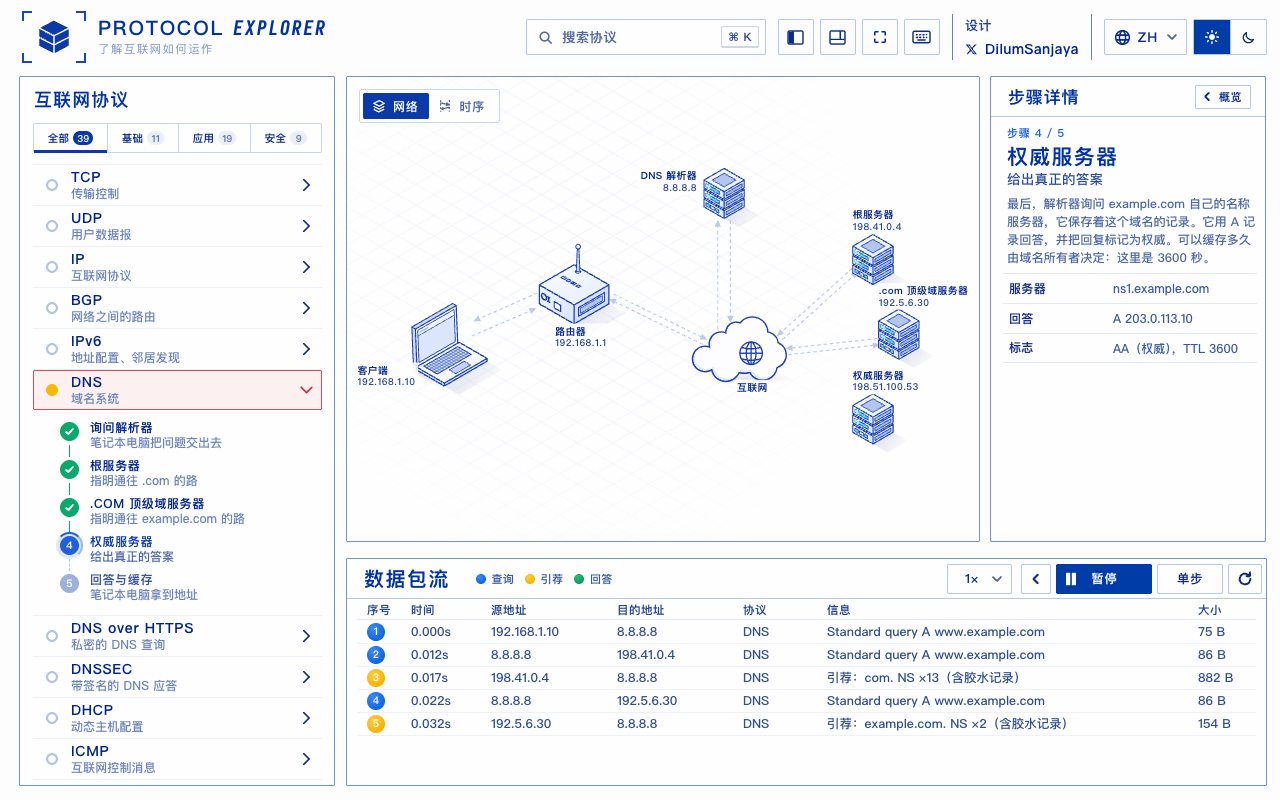 PROTOCOL EXPLORER
了解互联网如何运作
搜索协议
⌘ K
设计
X DilumSanjaya
ZH
互联网协议
全部 39
基础 11
应用 19
安全 9
TCP
传输控制
UDP
用户数据报
IP
互联网协议
BGP
网络之间的路由
IPv6
地址配置、邻居发现
DNS
域名系统
询问解析器
笔记本电脑把问题交出去
根服务器
指明通往 .com 的路
.COM 顶级域服务器
指明通往 example.com 的路
4
权威服务器
给出真正的答案
5
回答与缓存
笔记本电脑拿到地址
DNS over HTTPS
私密的 DNS 查询
DNSSEC
带签名的 DNS 应答
DHCP
动态主机配置
ICMP
互联网控制消息
网络
时序
DNS 解析器
8.8.8.8
根服务器
198.41.0.4
.com 顶级域服务器
192.5.6.30
路由器
192.168.1.1
客户端
192.168.1.10
互联网
权威服务器
198.51.100.53
步骤详情
概览
步骤 4 / 5
权威服务器
给出真正的答案
最后，解析器询问 example.com 自己的名称
服务器，它保存着这个域名的记录。它用 A 记
录回答，并把回复标记为权威。可以缓存多久
由域名所有者决定：这里是 3600 秒。
服务器 ns1.example.com
回答 A 203.0.113.10
标志 AA（权威），TTL 3600
数据包流
查询
引荐
回答
1×
暂停
单步
序号 时间 源地址 目的地址 协议 信息 大小
1 0.000s 192.168.1.10 8.8.8.8 DNS Standard query A www.example.com 75 B
2 0.012s 8.8.8.8 198.41.0.4 DNS Standard query A www.example.com 86 B
3 0.017s 198.41.0.4 8.8.8.8 DNS 引荐：com. NS ×13（含胶水记录） 882 B
4 0.022s 8.8.8.8 192.5.6.30 DNS Standard query A www.example.com 86 B
5 0.032s 192.5.6.30 8.8.8.8 DNS 引荐：example.com. NS ×2（含胶水记录） 154 B